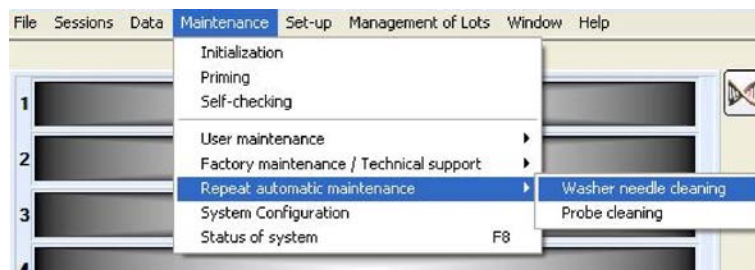 File Sessions Data Maintenance Set-up Management of Lots Window Help
Initialization
Priming
Self-checking
User maintenance
Factory maintenance / Technical support
Repeat automatic maintenance
Washer needle cleaning
Probe cleaning
System Configuration
Status of system F8
1
2
3